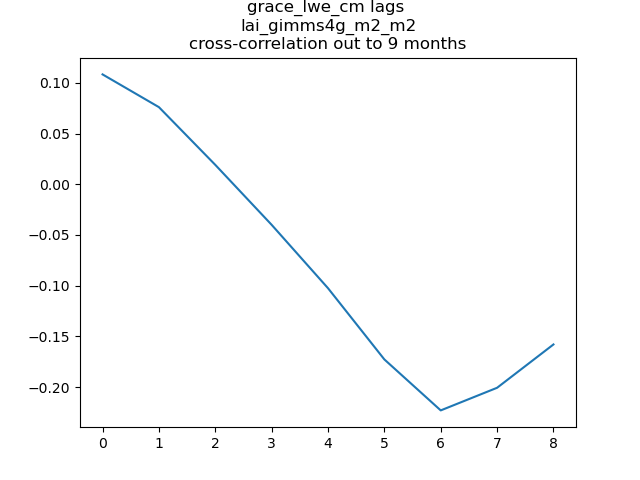 grace_lwe_cm lags
lai_gimms4g_m2_m2
cross-correlation out to 9 months
0.10
0.05
0.00
−0.05
−0.10
−0.15
−0.20
0 1 2 3 4 5 6 7 8